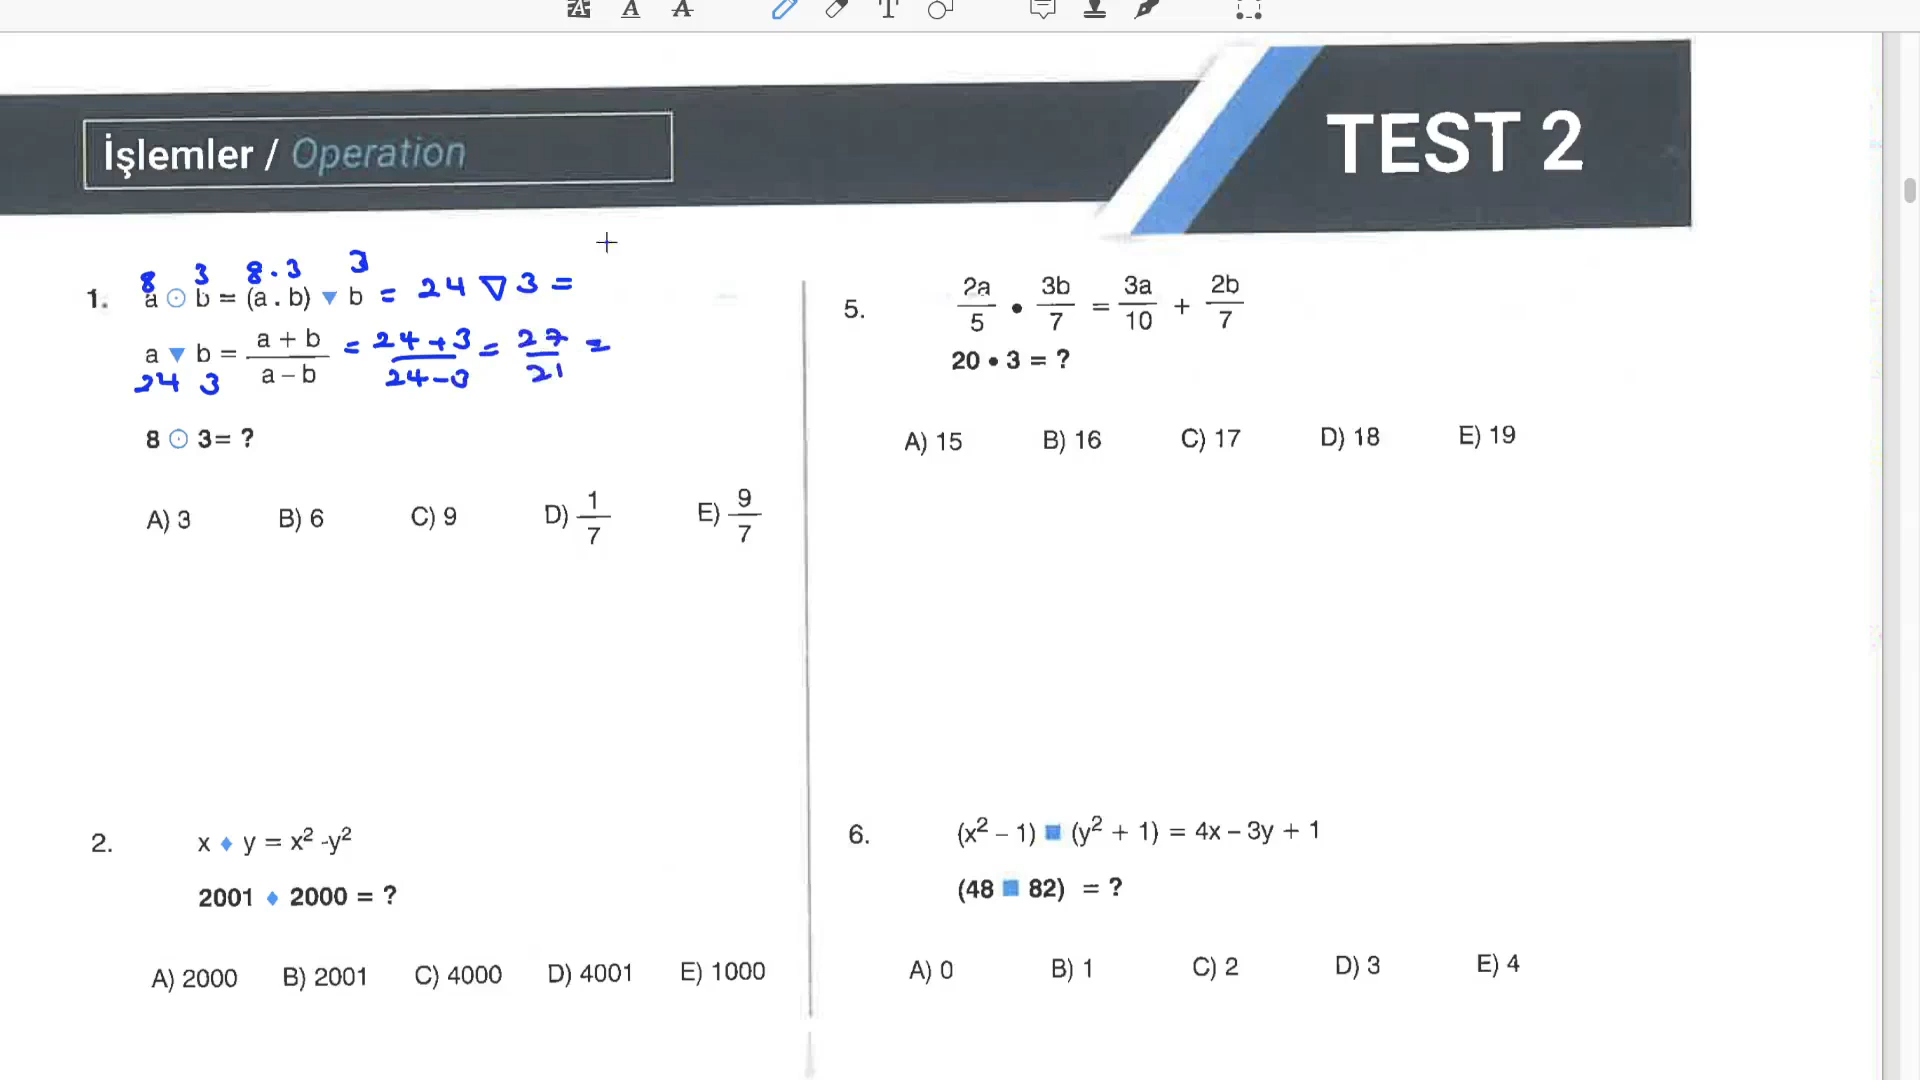 İşlemler / Operation
TEST 2
8 3 8.3 3
1. a ⊙ b = (a . b) ▼ b = 24 ▽ 3 =
a ▼ b = (a + b)/(a – b) = (24+3)/(24-3) = 27/21 =
24 3
8 ⊙ 3= ?
A) 3 B) 6 C) 9 D) 1/7 E) 9/7
2. x ♦ y = x² -y²
2001 ♦ 2000 = ?
A) 2000 B) 2001 C) 4000 D) 4001 E) 1000
5. 2a/5 • 3b/7 = 3a/10 + 2b/7
20 • 3 = ?
A) 15 B) 16 C) 17 D) 18 E) 19
6. (x² – 1) ■ (y² + 1) = 4x – 3y + 1
(48 ■ 82) = ?
A) 0 B) 1 C) 2 D) 3 E) 4